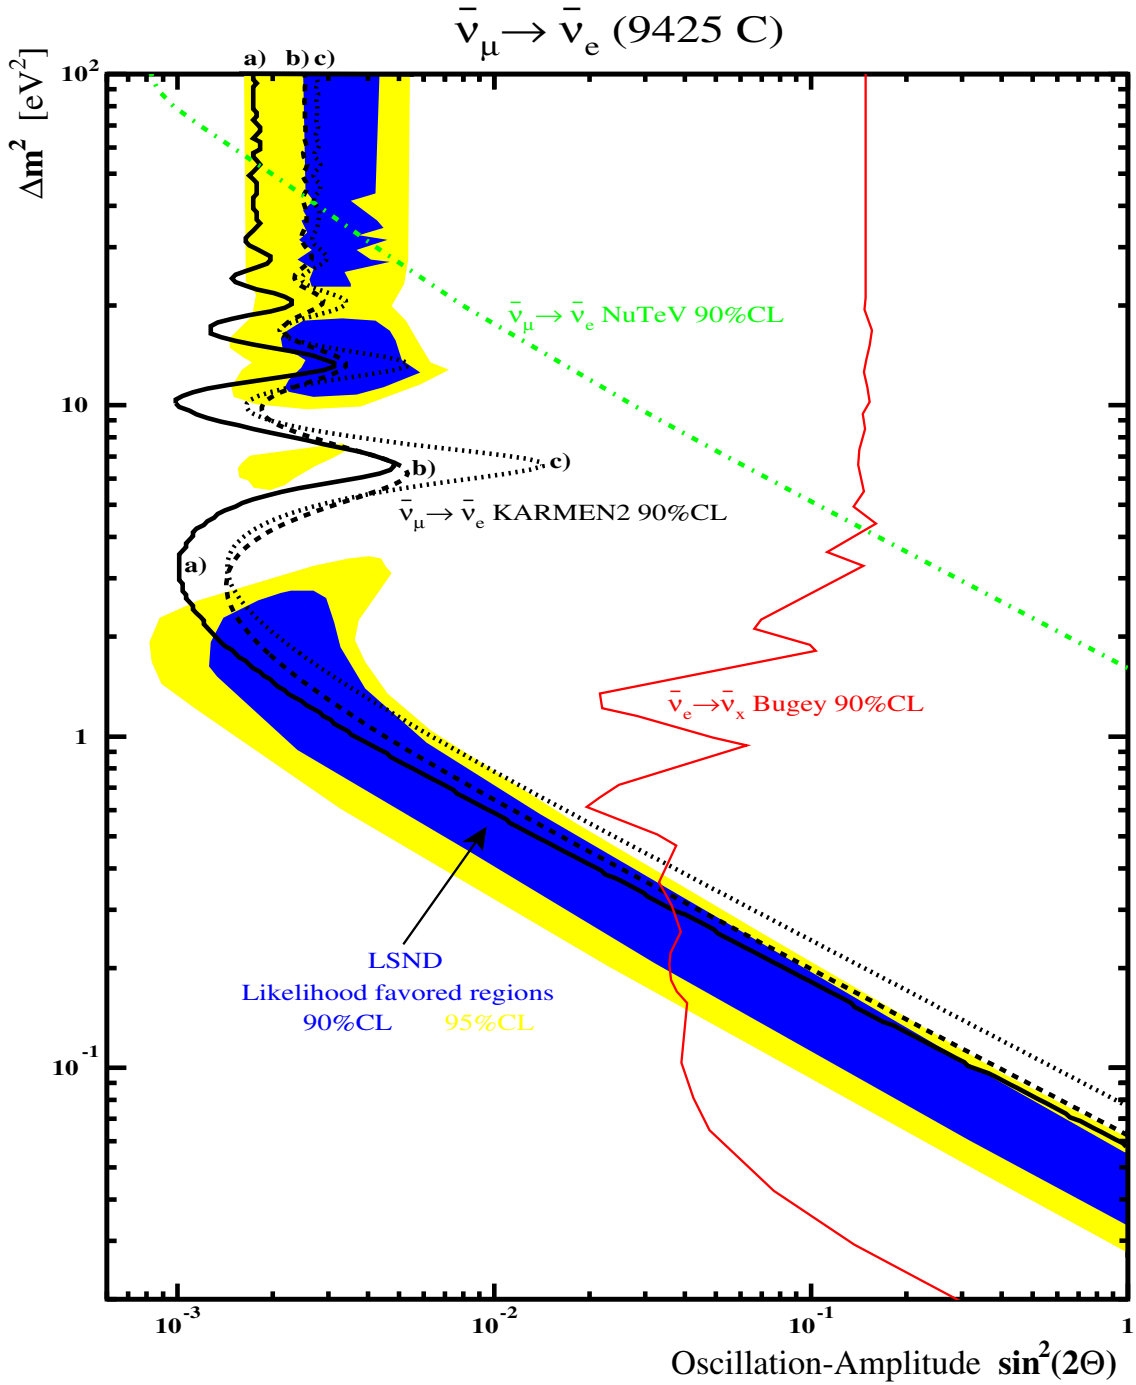 ν̄μ→ ν̄e (9425 C)
a) b) c)
Δm² [eV²]
10²
ν̄μ→ ν̄e NuTeV 90%CL
10
b) c)
ν̄μ→ ν̄e KARMEN2 90%CL
a)
ν̄e→ν̄x Bugey 90%CL
1
LSND
Likelihood favored regions
90%CL 95%CL
10⁻¹
10⁻³ 10⁻² 10⁻¹ 1
Oscillation-Amplitude sin²(2Θ)